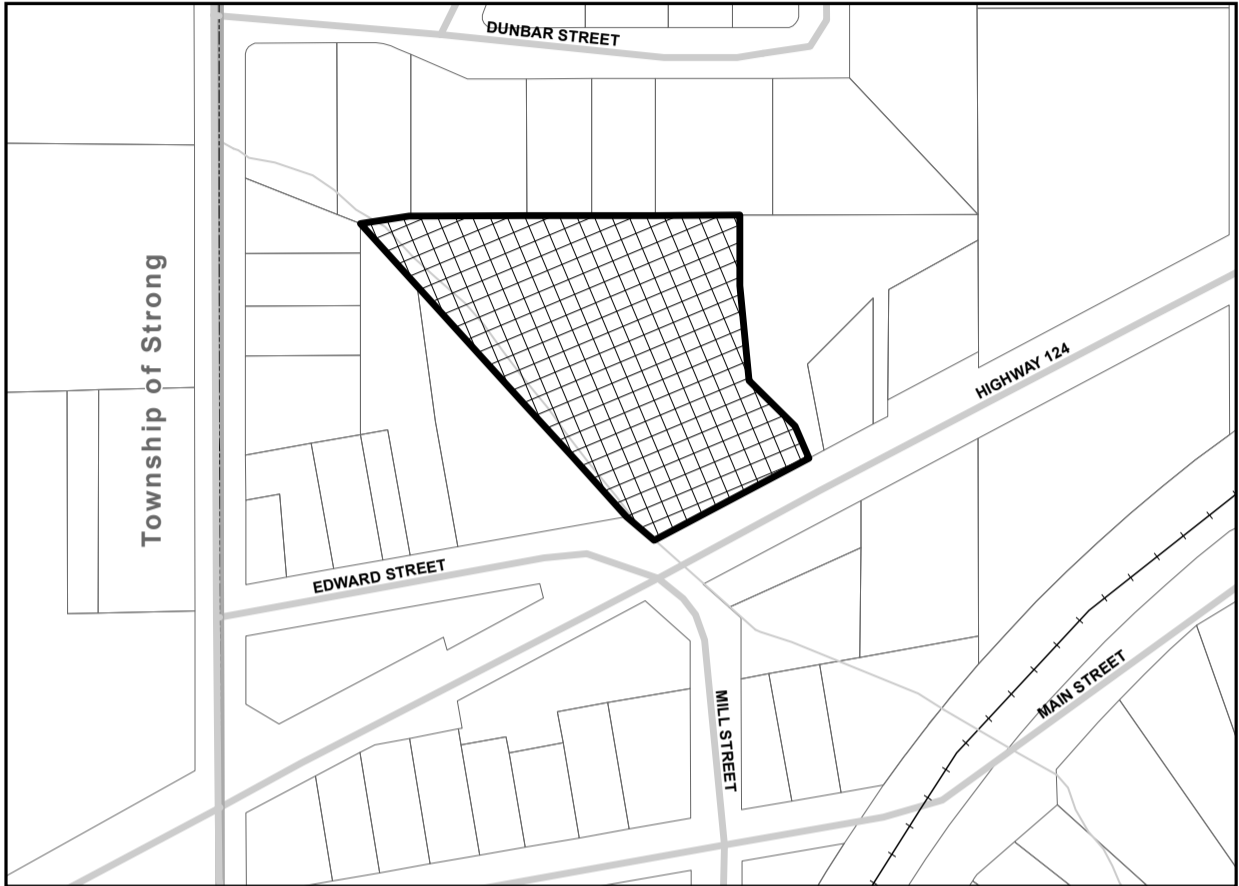 DUNBAR STREET
Township of Strong
HIGHWAY 124
EDWARD STREET
MAIN STREET
MILL STREET